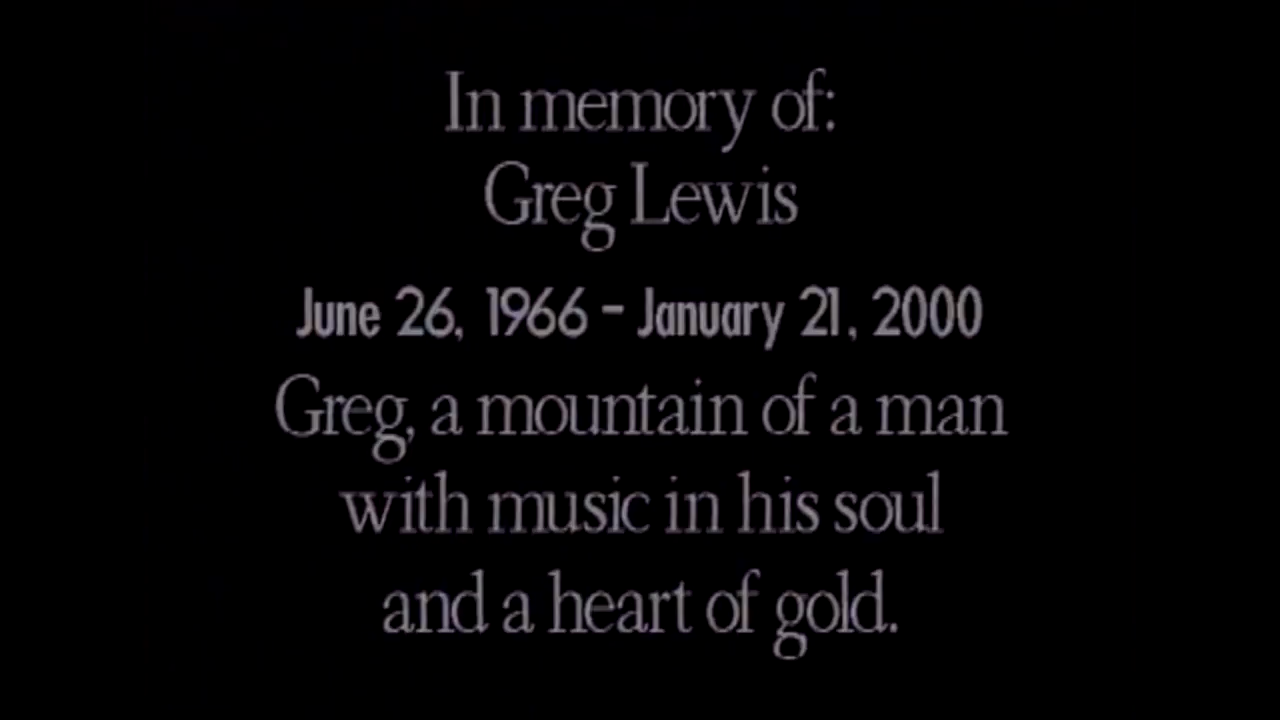 In memory of:
Greg Lewis
June 26, 1966 - January 21, 2000
Greg, a mountain of a man
with music in his soul
and a heart of gold.